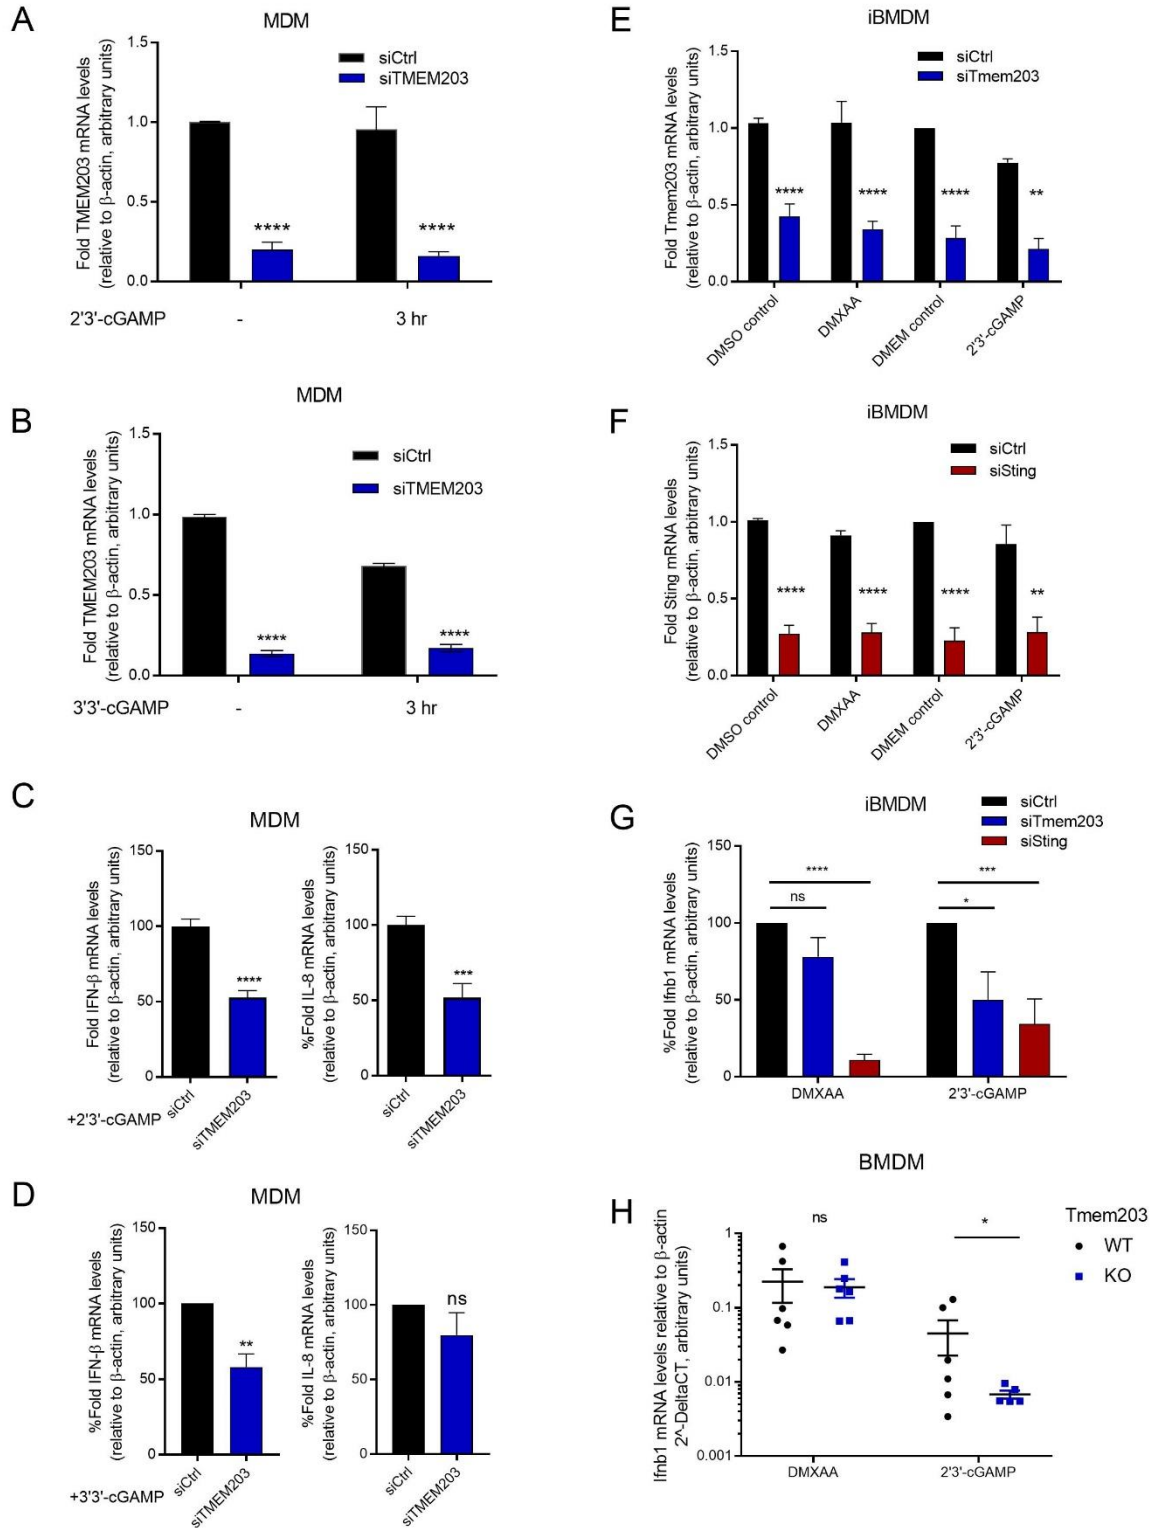 A
MDM
siCtrl
siTMEM203
Fold TMEM203 mRNA levels
(relative to β-actin, arbitrary units)
1.5
1.0
0.5
0.0
****
****
2'3'-cGAMP
-
3 hr
B
MDM
siCtrl
siTMEM203
Fold TMEM203 mRNA levels
(relative to β-actin, arbitrary units)
1.5
1.0
0.5
0.0
****
****
3'3'-cGAMP
-
3 hr
C
MDM
Fold IFN-β mRNA levels
(relative to β-actin, arbitrary units)
150
100
50
0
****
+2'3'-cGAMP
siCtrl
siTMEM203
%Fold IL-8 mRNA levels
(relative to β-actin, arbitrary units)
150
100
50
0
***
siCtrl
siTMEM203
D
MDM
%Fold IFN-β mRNA levels
(relative to β-actin, arbitrary units)
150
100
50
0
**
+3'3'-cGAMP
siCtrl
siTMEM203
%Fold IL-8 mRNA levels
(relative to β-actin, arbitrary units)
150
100
50
0
ns
siCtrl
siTMEM203
E
iBMDM
siCtrl
siTmem203
Fold Tmem203 mRNA levels
(relative to β-actin, arbitrary units)
1.5
1.0
0.5
0.0
****
****
****
**
DMSO control
DMXAA
DMEM control
2'3'-cGAMP
F
iBMDM
siCtrl
siSting
Fold Sting mRNA levels
(relative to β-actin, arbitrary units)
1.5
1.0
0.5
0.0
****
****
****
**
DMSO control
DMXAA
DMEM control
2'3'-cGAMP
G
iBMDM
siCtrl
siTmem203
siSting
%Fold Ifnb1 mRNA levels
(relative to β-actin, arbitrary units)
150
100
50
0
****
ns
***
*
DMXAA
2'3'-cGAMP
BMDM
H
Tmem203
WT
KO
Ifnb1 mRNA levels relative to β-actin
2^-DeltaCT, arbitrary units)
1
0.1
0.01
0.001
ns
*
DMXAA
2'3'-cGAMP